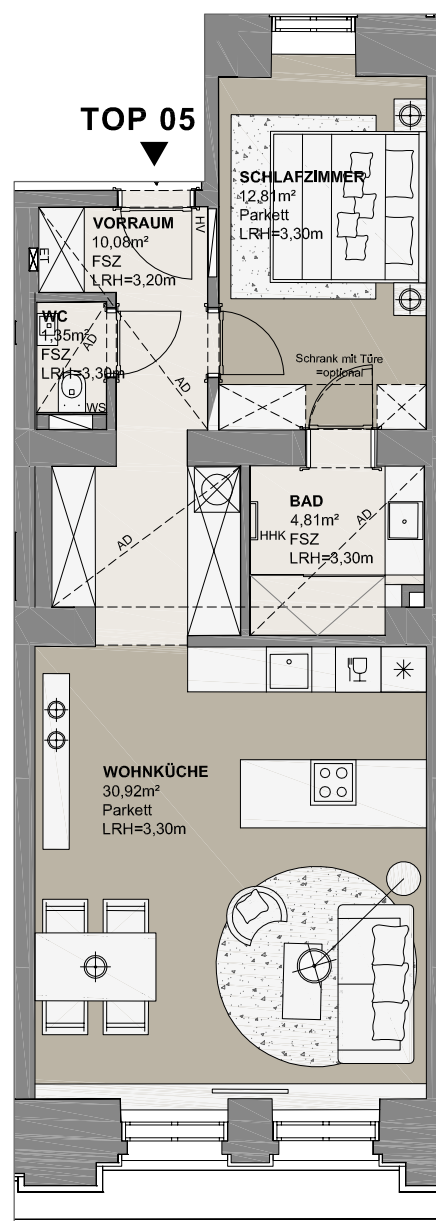 TOP 05
SCHLAFZIMMER
12,81m²
Parkett
LRH=3,30m
VORRAUM
10,08m²
FSZ
LRH=3,20m
HV
ET
WC
1,35m²
FSZ
LRH=3,30m
AD
WS
AD
Schrank mit Türe
=optional
BAD
4,81m²
FSZ
LRH=3,30m
HHK
AD
AD
WOHNKÜCHE
30,92m²
Parkett
LRH=3,30m